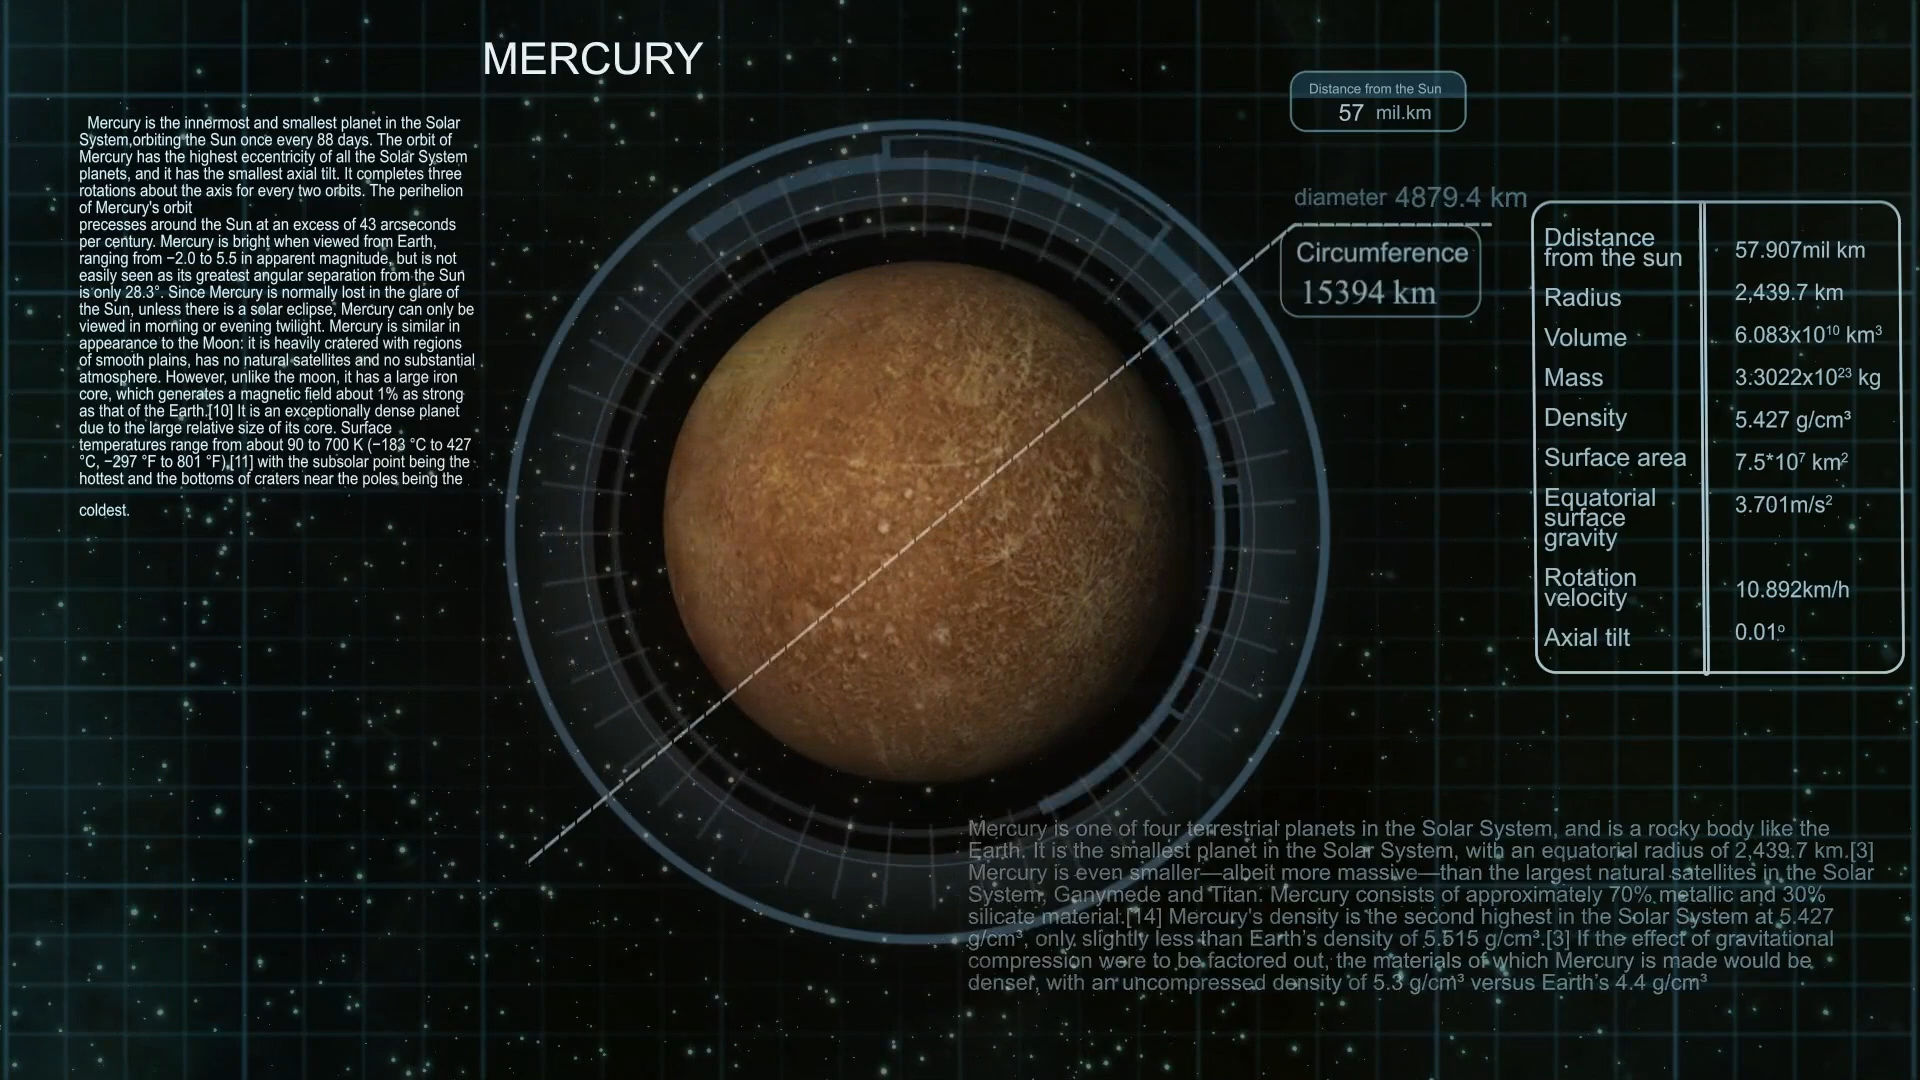 MERCURY
Mercury is the innermost and smallest planet in the Solar
System,orbiting the Sun once every 88 days. The orbit of
Mercury has the highest eccentricity of all the Solar System
planets, and it has the smallest axial tilt. It completes three
rotations about the axis for every two orbits. The perihelion
of Mercury's orbit
precesses around the Sun at an excess of 43 arcseconds
per century. Mercury is bright when viewed from Earth,
ranging from −2.0 to 5.5 in apparent magnitude, but is not
easily seen as its greatest angular separation from the Sun
is only 28.3°. Since Mercury is normally lost in the glare of
the Sun, unless there is a solar eclipse, Mercury can only be
viewed in morning or evening twilight. Mercury is similar in
appearance to the Moon: it is heavily cratered with regions
of smooth plains, has no natural satellites and no substantial
atmosphere. However, unlike the moon, it has a large iron
core, which generates a magnetic field about 1% as strong
as that of the Earth.[10] It is an exceptionally dense planet
due to the large relative size of its core. Surface
temperatures range from about 90 to 700 K (−183 °C to 427
°C, −297 °F to 801 °F),[11] with the subsolar point being the
hottest and the bottoms of craters near the poles being the
coldest.
Distance from the Sun
57 mil.km
diameter 4879.4 km
Circumference
15394 km
Ddistance
from the sun 57.907mil km
Radius 2,439.7 km
Volume 6.083x10¹⁰ km³
Mass 3.3022x10²³ kg
Density 5.427 g/cm³
Surface area 7.5*10⁷ km²
Equatorial 3.701m/s²
surface
gravity
Rotation
velocity 10.892km/h
Axial tilt 0.01º
Mercury is one of four terrestrial planets in the Solar System, and is a rocky body like the
Earth. It is the smallest planet in the Solar System, with an equatorial radius of 2,439.7 km.[3]
Mercury is even smaller—albeit more massive—than the largest natural satellites in the Solar
System, Ganymede and Titan. Mercury consists of approximately 70% metallic and 30%
silicate material.[14] Mercury's density is the second highest in the Solar System at 5.427
g/cm³, only slightly less than Earth's density of 5.515 g/cm³.[3] If the effect of gravitational
compression were to be factored out, the materials of which Mercury is made would be
denser, with an uncompressed density of 5.3 g/cm³ versus Earth's 4.4 g/cm³